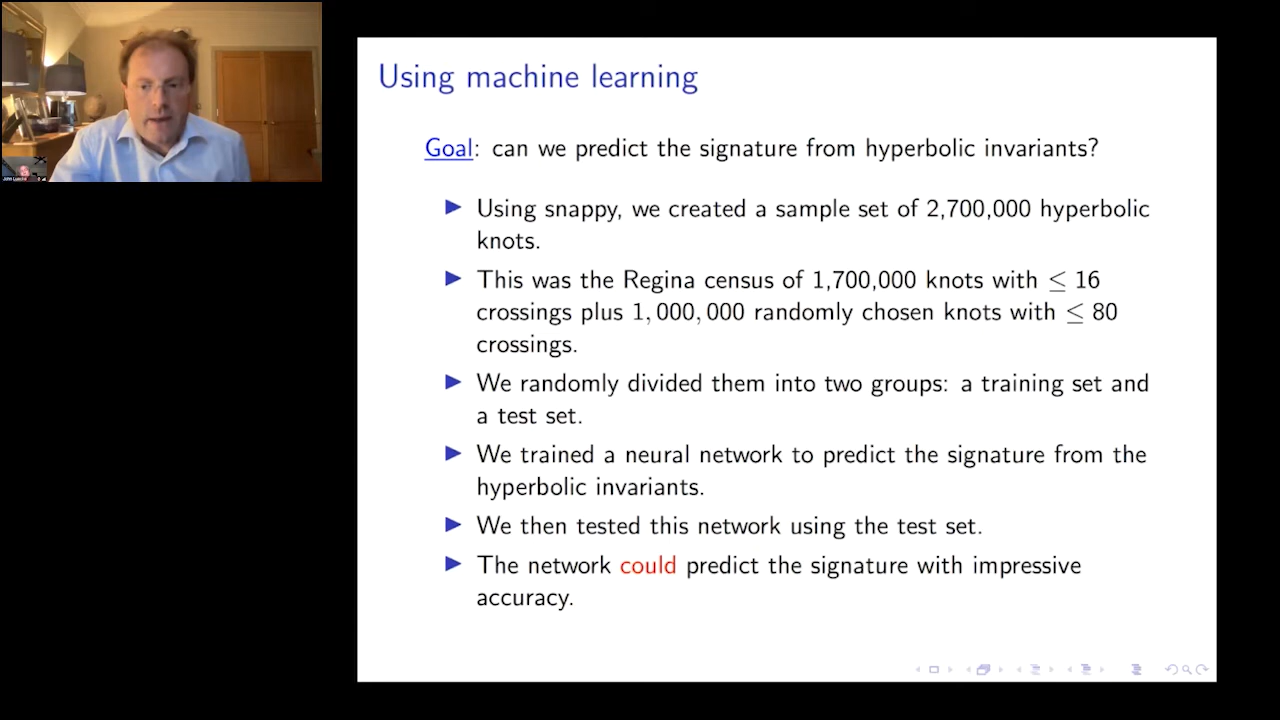 Using machine learning
Goal: can we predict the signature from hyperbolic invariants?
Using snappy, we created a sample set of 2,700,000 hyperbolic
knots.
This was the Regina census of 1,700,000 knots with ≤ 16
crossings plus 1, 000, 000 randomly chosen knots with ≤ 80
crossings.
We randomly divided them into two groups: a training set and
a test set.
We trained a neural network to predict the signature from the
hyperbolic invariants.
We then tested this network using the test set.
The network could predict the signature with impressive
accuracy.